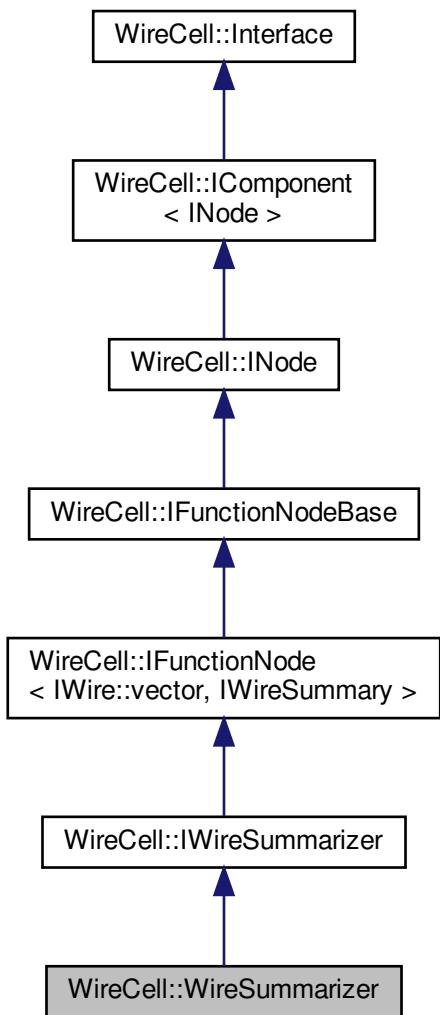 WireCell::Interface
WireCell::IComponent
< INode >
WireCell::INode
WireCell::IFunctionNodeBase
WireCell::IFunctionNode
< IWire::vector, IWireSummary >
WireCell::IWireSummarizer
WireCell::WireSummarizer